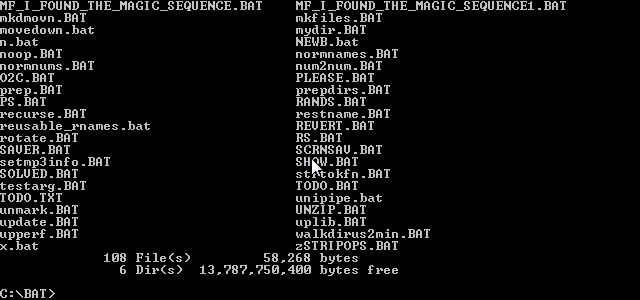 MF_I_FOUND_THE_MAGIC_SEQUENCE.BAT MF_I_FOUND_THE_MAGIC_SEQUENCE1.BAT
mkdmovn.BAT mkfiles.BAT
movedown.bat mydir.BAT
n.bat NEWB.bat
noop.BAT normnames.BAT
normnums.BAT num2num.BAT
O2C.BAT PLEASE.BAT
prep.BAT prepdirs.BAT
PS.BAT RANDS.BAT
recurse.BAT restname.BAT
reusable_rnames.bat REVERT.BAT
rotate.BAT RS.BAT
SAVER.BAT SCRNSAV.BAT
setmp3info.BAT SHOW.BAT
SOLVED.BAT strtokfn.BAT
testarg.BAT TODO.BAT
TODO.TXT unipipe.bat
unmark.BAT UNZIP.BAT
update.BAT uplib.BAT
upperf.BAT walkdirus2min.BAT
x.bat zSTRIPOPS.BAT
108 File(s) 58,268 bytes
6 Dir(s) 13,787,750,400 bytes free
C:\BAT>